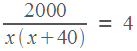 2000 / x(x+40) = 4